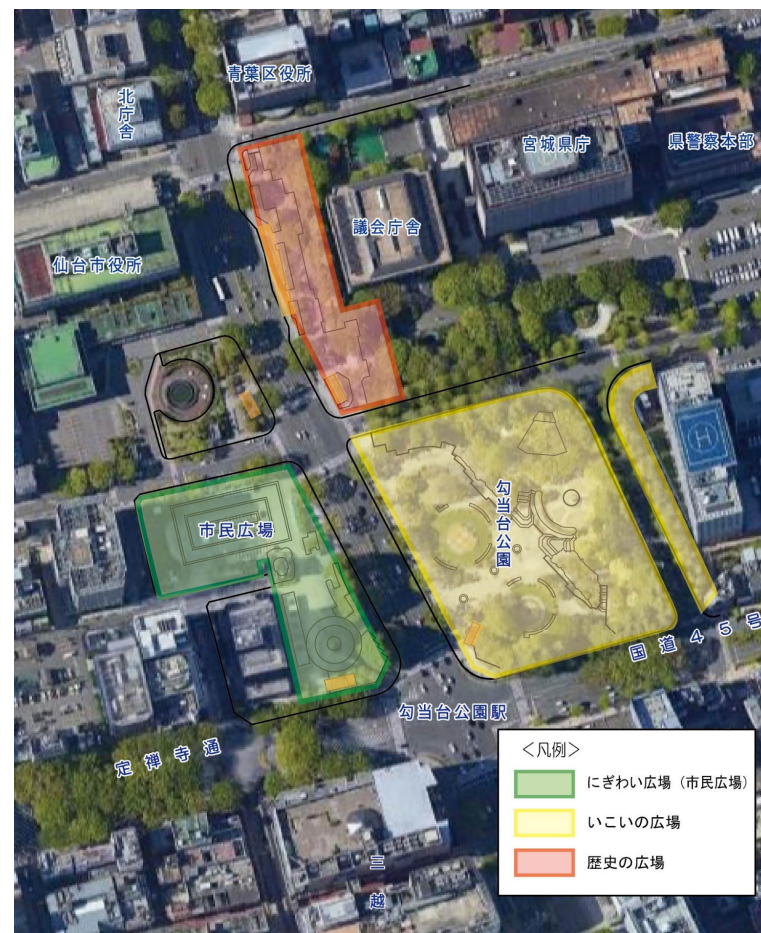 青葉区役所
北庁舎
宮城県庁
県警察本部
議会庁舎
仙台市役所
勾当台公園
市民広場
国道45号
勾当台公園駅
定禅寺通
三越
<凡例>
にぎわい広場（市民広場）
いこいの広場
歴史の広場
H